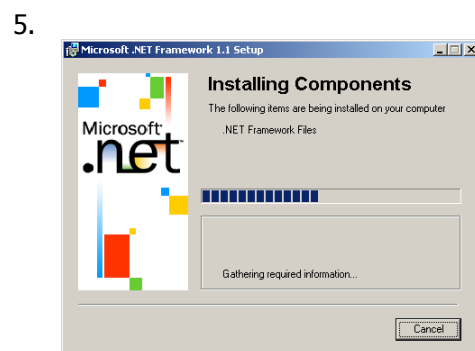 5.
Microsoft .NET Framework 1.1 Setup
Installing Components
The following items are being installed on your computer
.NET Framework Files
Microsoft
.net
Gathering required information...
Cancel